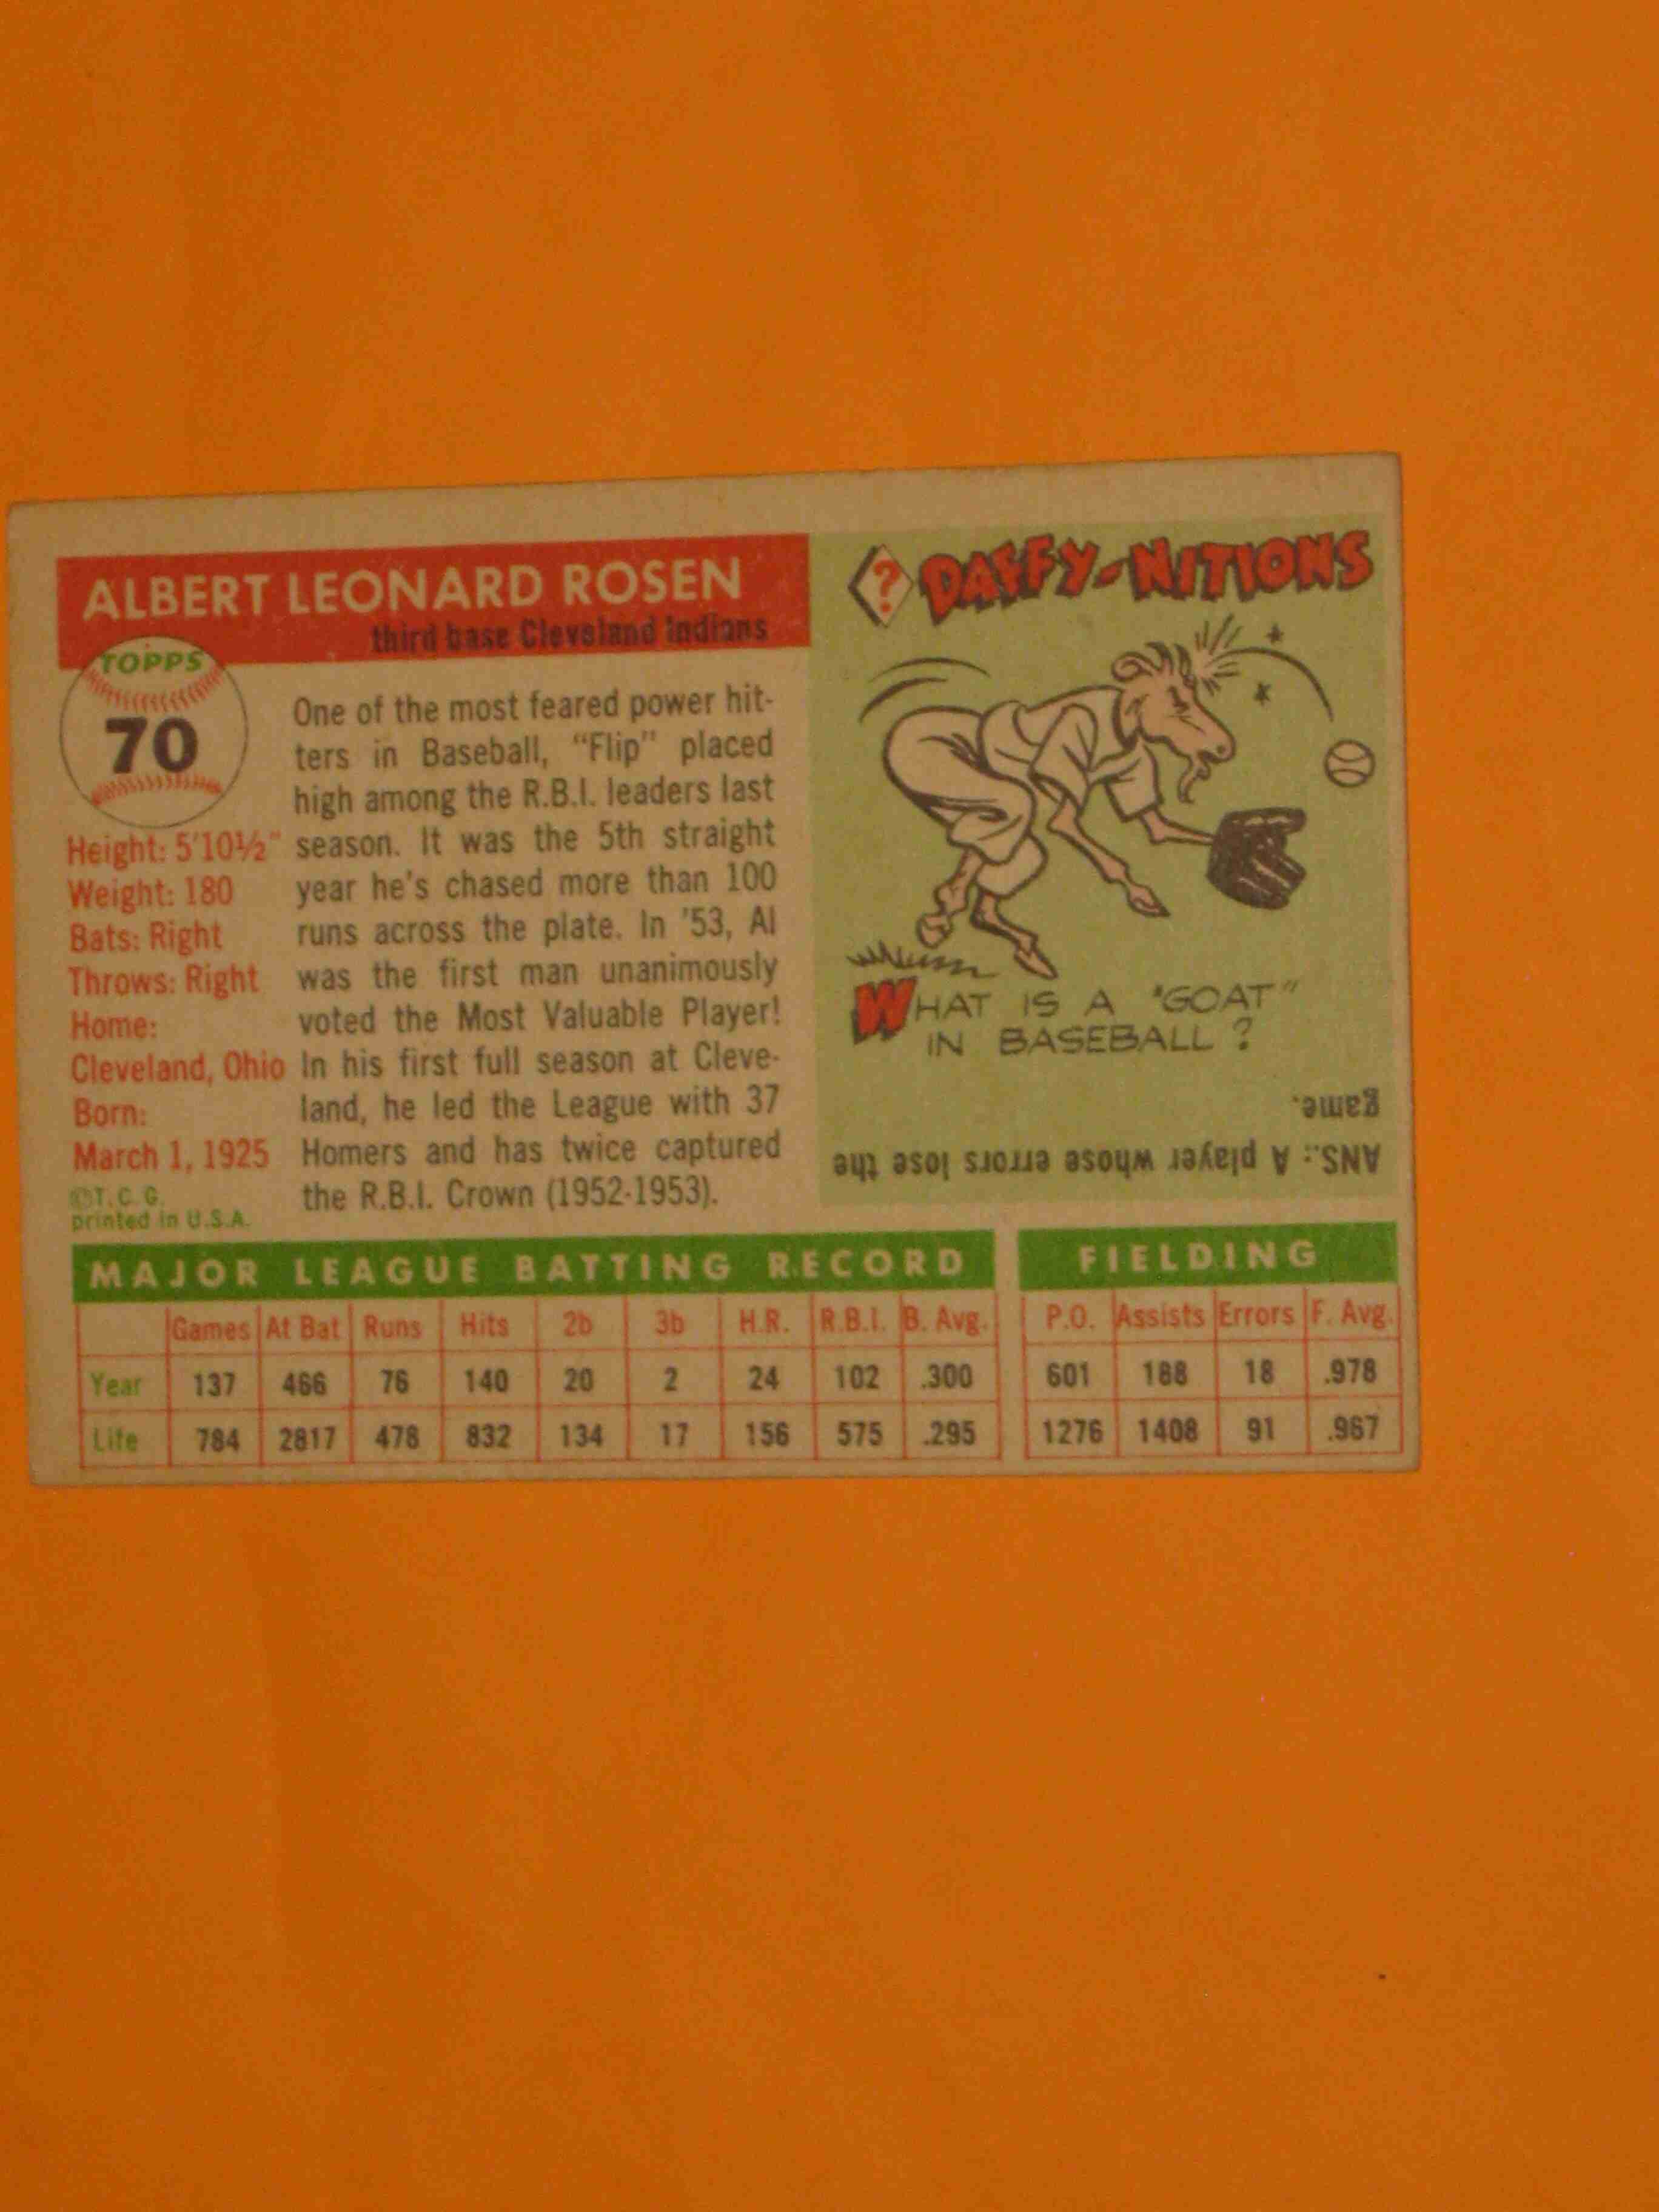 ALBERT LEONARD ROSEN
third base Cleveland Indians
TOPPS
70
Height: 5'10½"
Weight: 180
Bats: Right
Throws: Right
Home:
Cleveland, Ohio
Born:
March 1, 1925
©T.C.G.
printed in U.S.A.
One of the most feared power hit-
ters in Baseball, “Flip” placed
high among the R.B.I. leaders last
season. It was the 5th straight
year he's chased more than 100
runs across the plate. In '53, Al
was the first man unanimously
voted the Most Valuable Player!
In his first full season at Cleve-
land, he led the League with 37
Homers and has twice captured
the R.B.I. Crown (1952-1953).
? DAFFY-NITIONS
WHAT IS A "GOAT"
IN BASEBALL?
ANS.: A player whose errors lose the
game.
MAJOR LEAGUE BATTING RECORD
Games At Bat Runs Hits 2b 3b H.R. R.B.I. B. Avg.
Year 137 466 76 140 20 2 24 102 .300
Life 784 2817 478 832 134 17 156 575 .295
FIELDING
P.O. Assists Errors F. Avg.
601 188 18 .978
1276 1408 91 .967